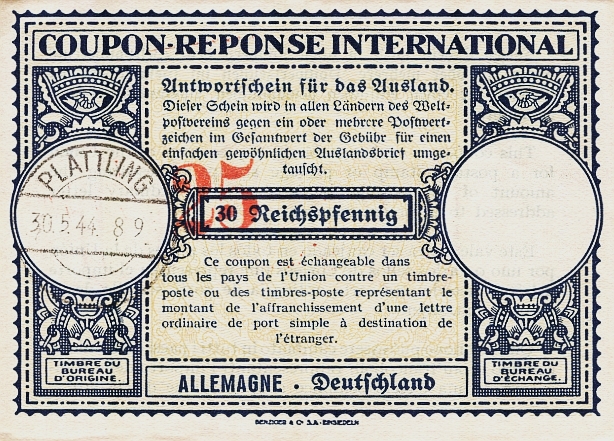 COUPON-REPONSE INTERNATIONAL
Antwortschein für das Ausland.
Dieser Schein wird in allen Ländern des Welt-
postvereins gegen ein oder mehrere Postwert-
zeichen im Gesamtwert der Gebühr für einen
einfachen gewöhnlichen Auslandsbrief umge-
tauscht.
PLATTLING
30.5.44. 8 9
25
30 Reichspfennig
Ce coupon est échangeable dans
tous les pays de l'Union contre un timbre-
poste ou des timbres-poste représentant le
montant de l'affranchissement d'une lettre
ordinaire de port simple à destination de
l'étranger.
TIMBRE DU
BUREAU
D'ORIGINE.
TIMBRE DU
BUREAU
D'ÉCHANGE.
ALLEMAGNE · Deutschland
BENZIGER & Co S.A. EINSIEDELN